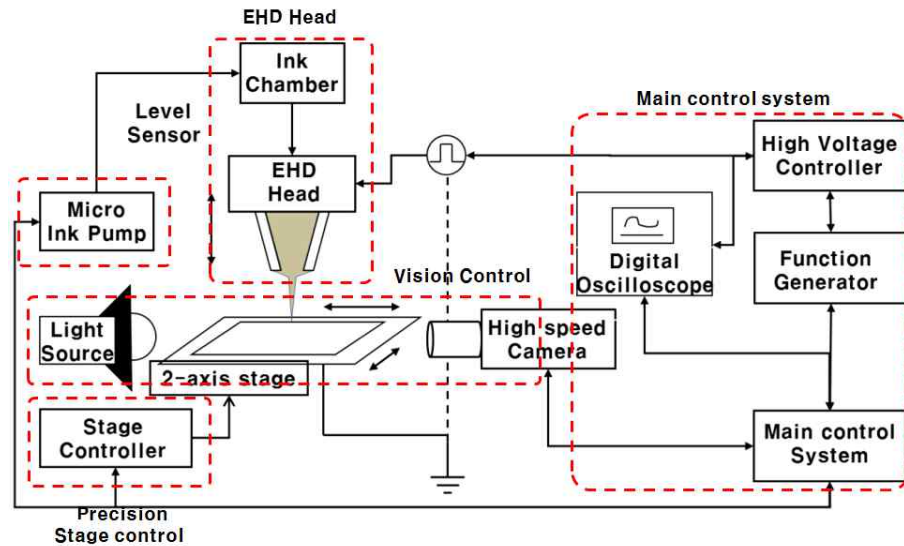 EHD Head
Ink
Chamber
Level
Sensor
Main control system
High Voltage
Controller
EHD
Head
Micro
Ink Pump
Digital
Oscilloscope
Function
Generator
Vision Control
Light
Source
High speed
Camera
2-axis stage
Stage
Controller
Main control
System
Precision
Stage control